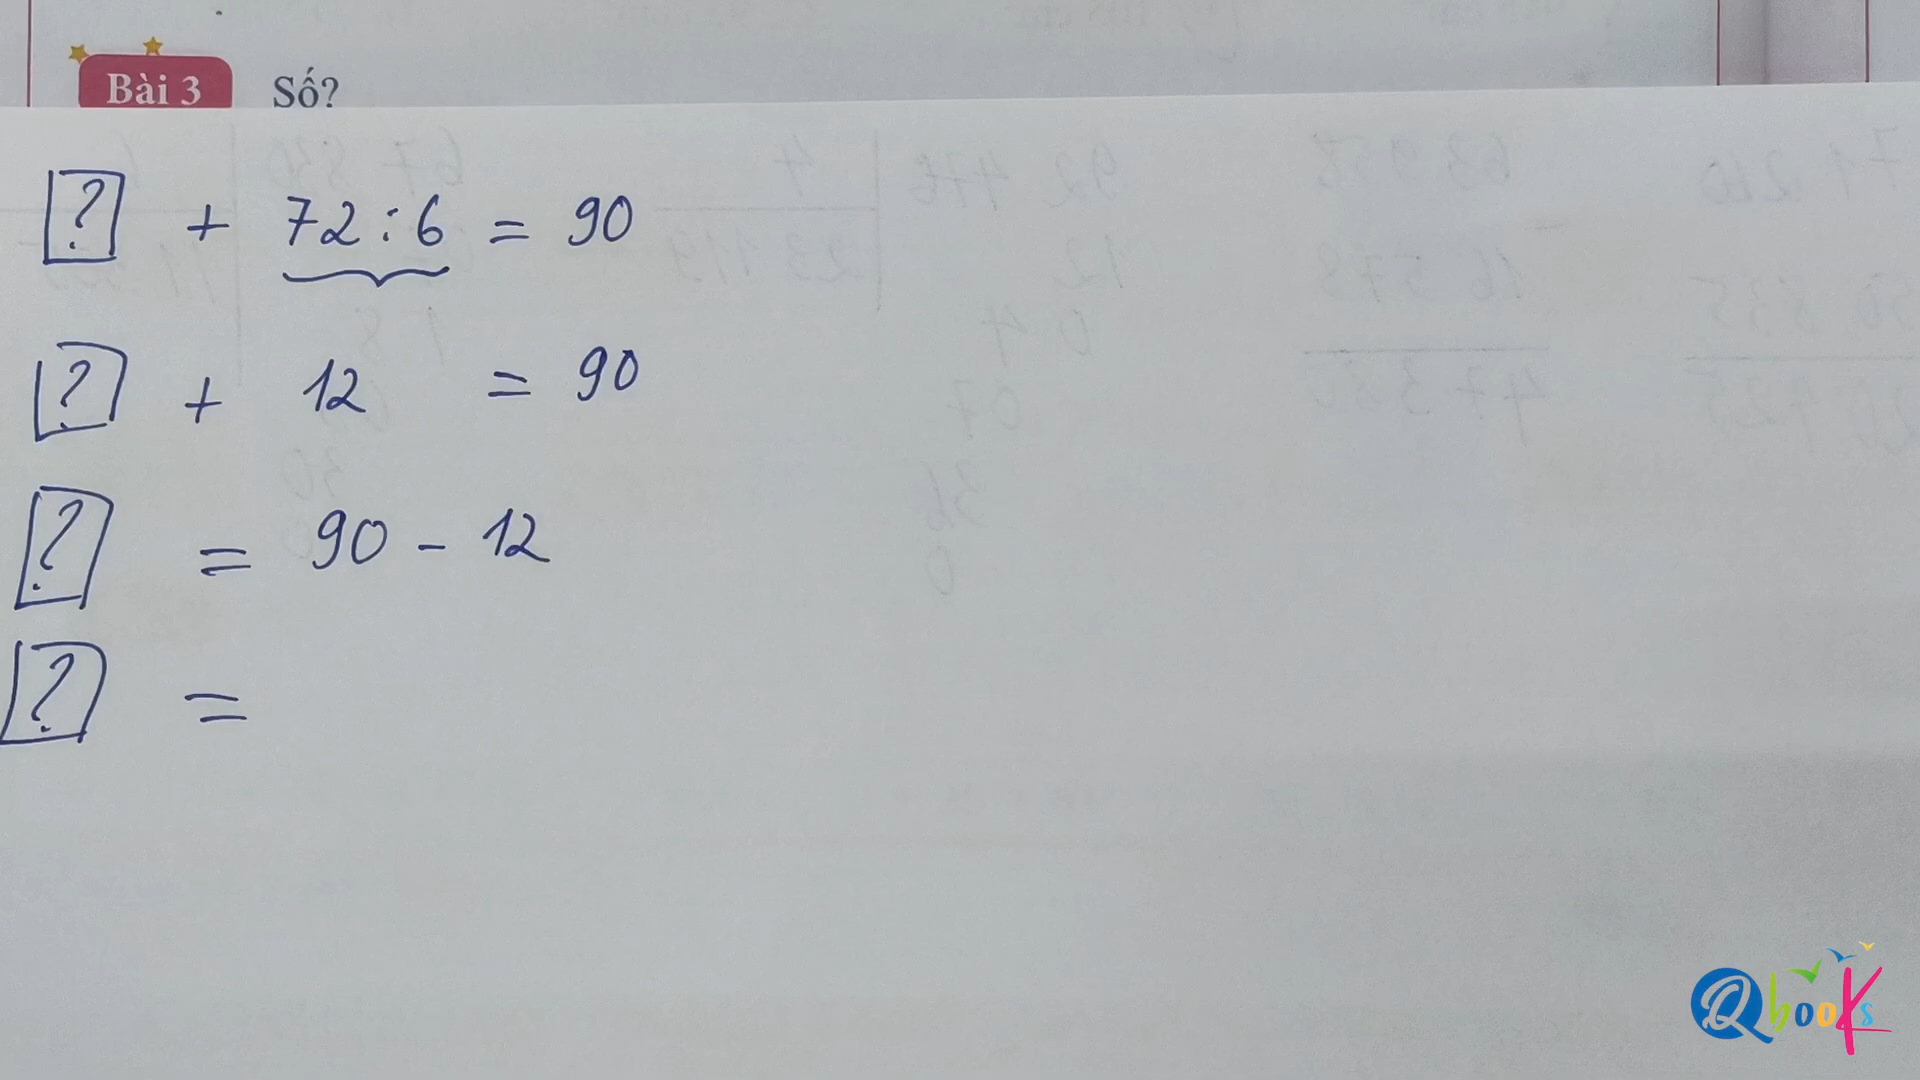 Bài 3 Số?
? + 72 : 6 = 90
? + 12 = 90
? = 90 - 12
? =
Qbooks